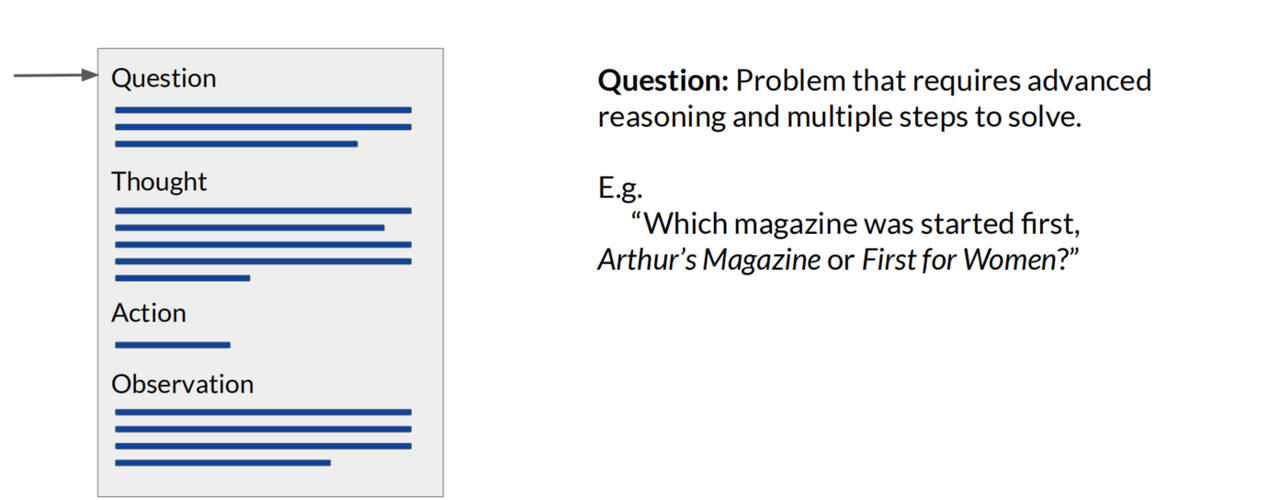 Question
Thought
Action
Observation
Question: Problem that requires advanced
reasoning and multiple steps to solve.
E.g.
“Which magazine was started first,
Arthur’s Magazine or First for Women?”